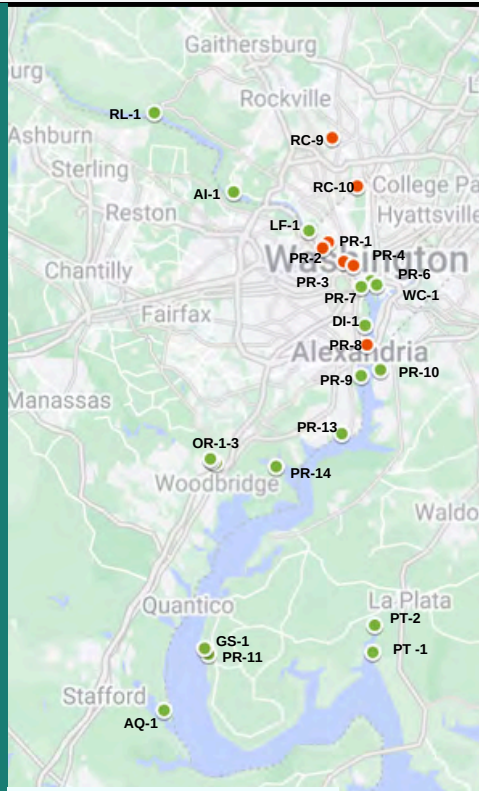 Gaithersburg
urg
Rockville
L
RL-1
Ashburn
RC-9
Sterling
RC-10
College Pa
AI-1
Reston
Hyattsville
LF-1
PR-1
Washington
PR-2
PR-4
Chantilly
PR-3
PR-6
PR-7
WC-1
Fairfax
DI-1
PR-8
Alexandria
PR-9
PR-10
Manassas
PR-13
OR-1-3
PR-14
Woodbridge
Waldo
Quantico
La Plata
PT-2
GS-1
PR-11
PT -1
Stafford
AQ-1